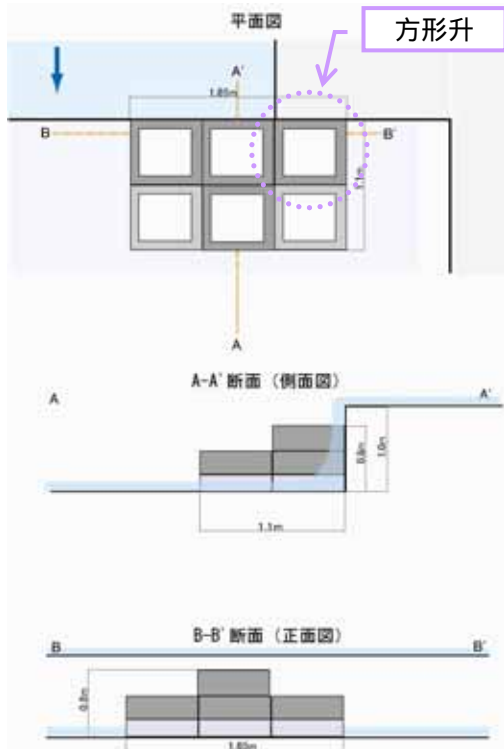 平面図
方形升
A'
1.85m
B
B'
1.1m
A
A-A'断面（側面図）
A
A'
0.8m
1.0m
1.1m
B-B'断面（正面図）
B
B'
0.8m
1.85m